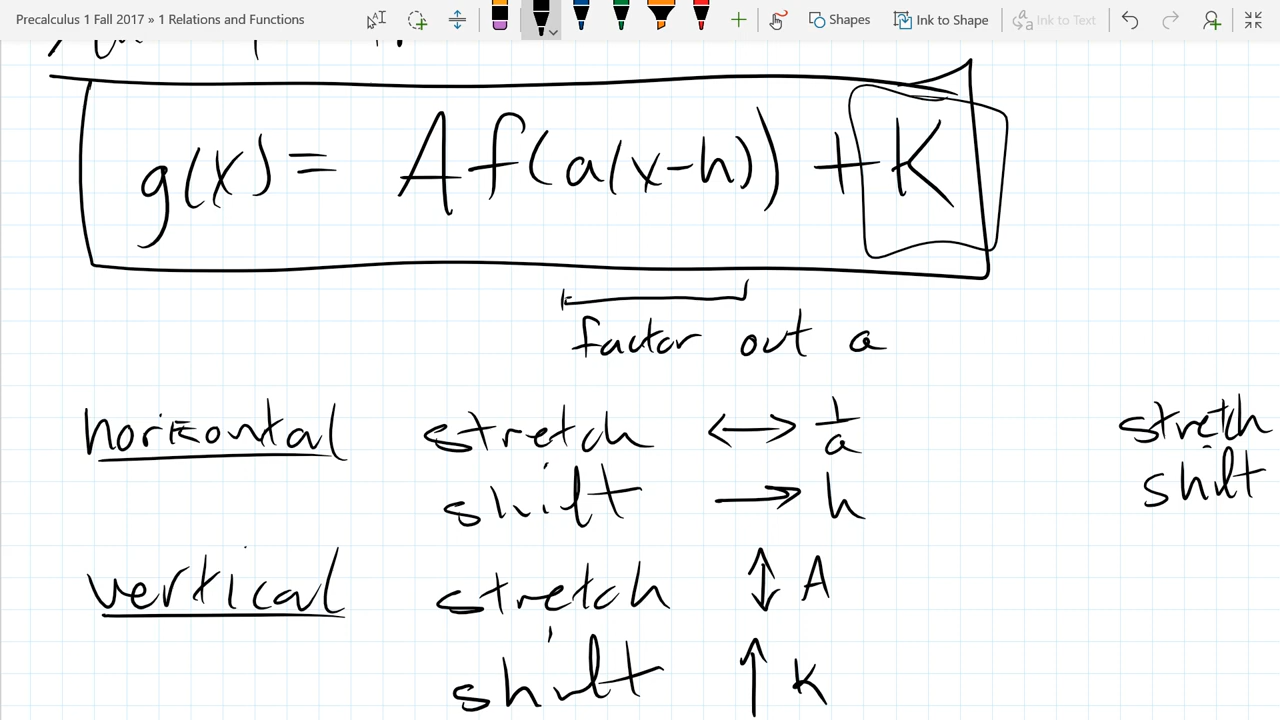 Precalculus 1 Fall 2017 » 1 Relations and Functions
Shapes
Ink to Shape
Ink to Text
g(x) = A f(a(x-h)) + K
factor out a
horizontal stretch ↔ 1/a
shift → h
stretch
shift
vertical stretch ↕ A
shift ↑ K